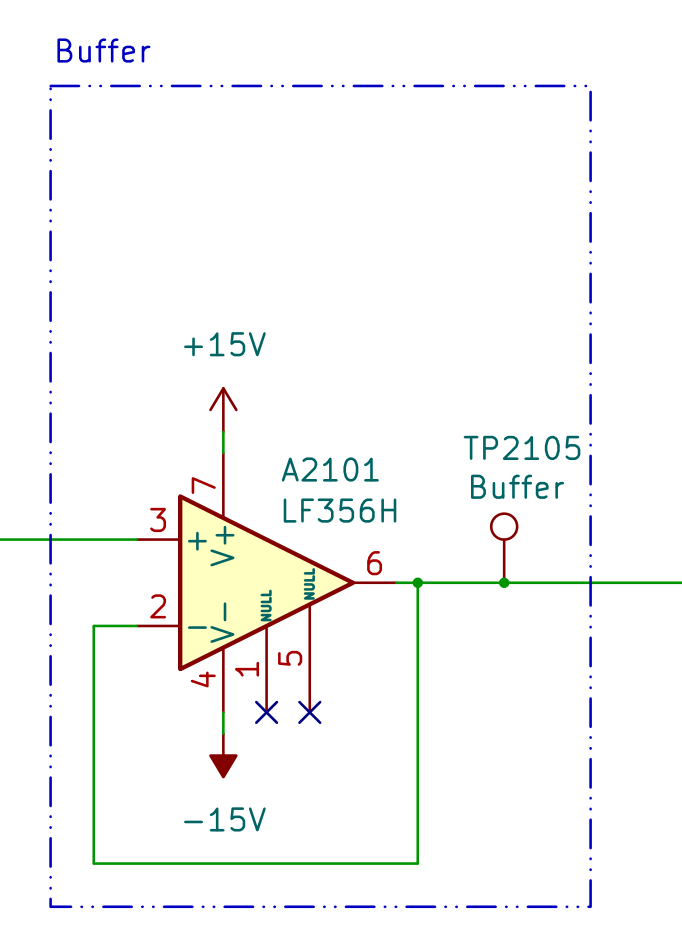 Buffer
+15V
7
A2101
LF356H
TP2105
Buffer
3
+
V+
6
2
−
V−
NULL
NULL
4
1
5
−15V